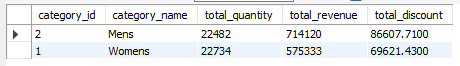 category_id category_name total_quantity total_revenue total_discount
2 Mens 22482 714120 86607.7100
1 Womens 22734 575333 69621.4300